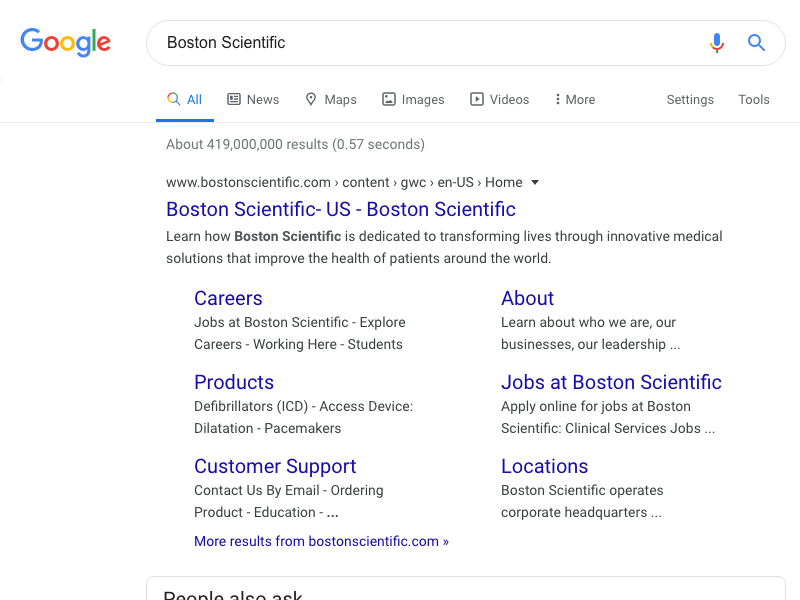 Google
Boston Scientific
All News Maps Images Videos More Settings Tools
About 419,000,000 results (0.57 seconds)
www.bostonscientific.com › content › gwc › en-US › Home
Boston Scientific- US - Boston Scientific
Learn how Boston Scientific is dedicated to transforming lives through innovative medical
solutions that improve the health of patients around the world.
Careers
Jobs at Boston Scientific - Explore
Careers - Working Here - Students
About
Learn about who we are, our
businesses, our leadership ...
Products
Defibrillators (ICD) - Access Device:
Dilatation - Pacemakers
Jobs at Boston Scientific
Apply online for jobs at Boston
Scientific: Clinical Services Jobs ...
Customer Support
Contact Us By Email - Ordering
Product - Education - ...
Locations
Boston Scientific operates
corporate headquarters ...
More results from bostonscientific.com »
People also ask